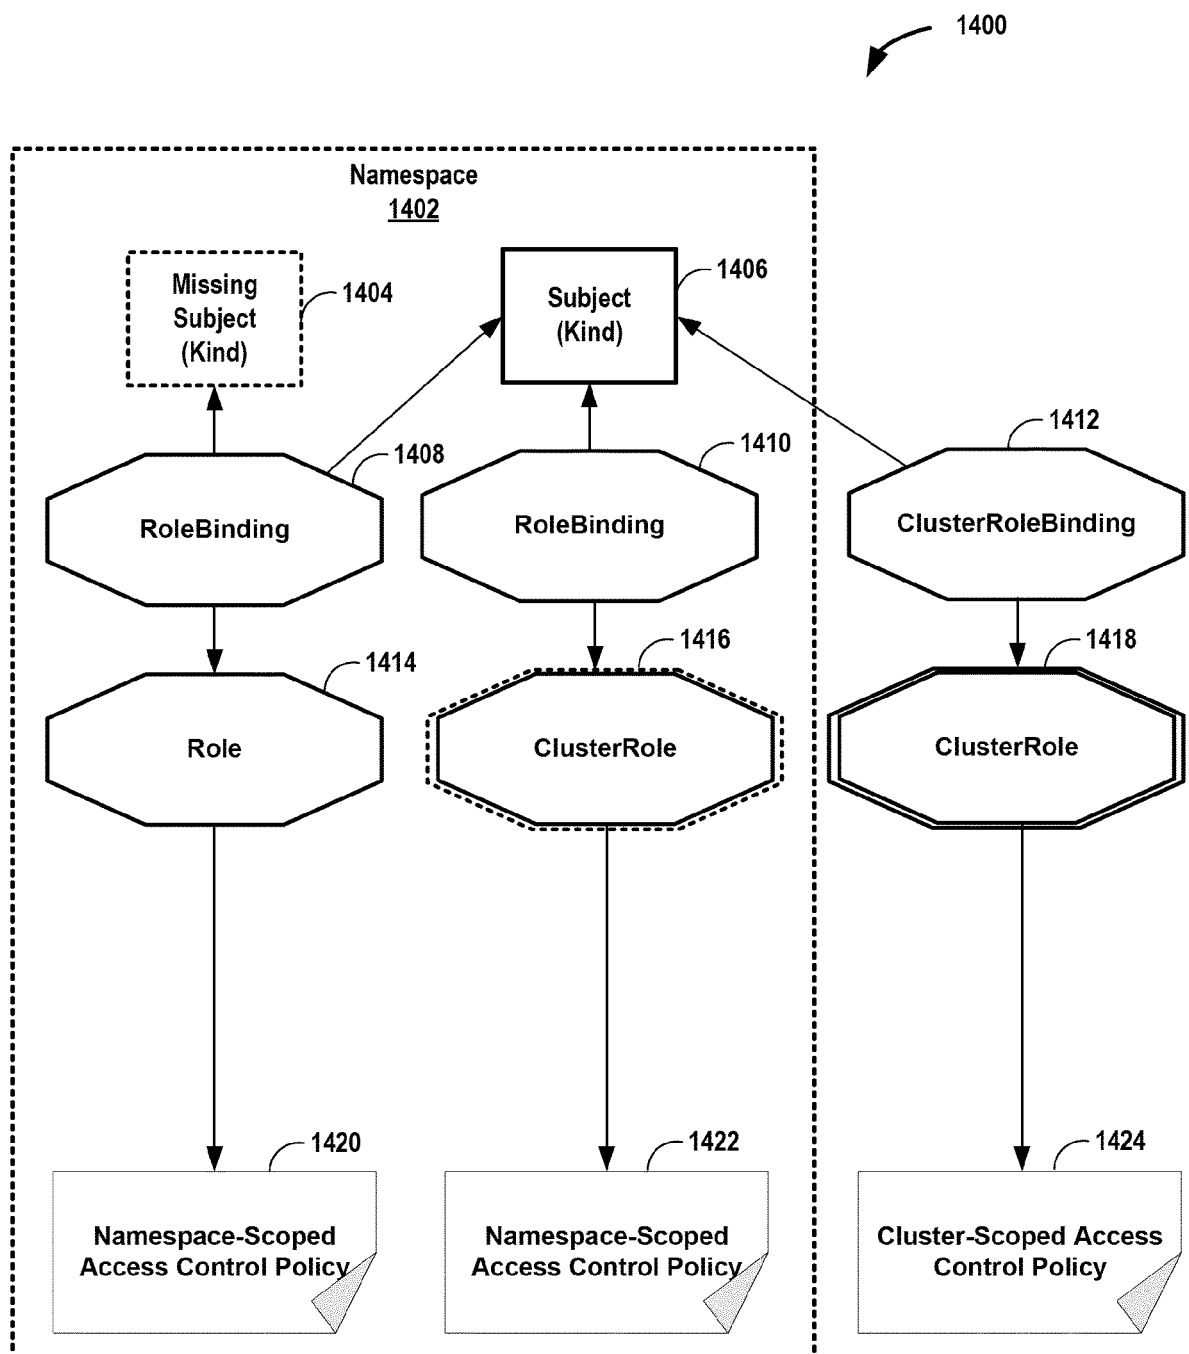 1400
Namespace
1402
Missing
Subject
(Kind)
1404
Subject
(Kind)
1406
RoleBinding
1408
RoleBinding
1410
ClusterRoleBinding
1412
Role
1414
ClusterRole
1416
ClusterRole
1418
Namespace-Scoped
Access Control Policy
1420
Namespace-Scoped
Access Control Policy
1422
Cluster-Scoped Access
Control Policy
1424